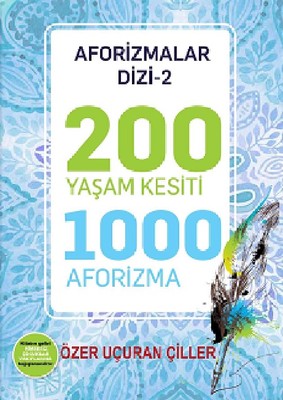 AFORİZMALAR
DİZİ-2
200
YAŞAM KESİTİ
1000
AFORİZMA
ÖZER UÇURAN ÇİLLER